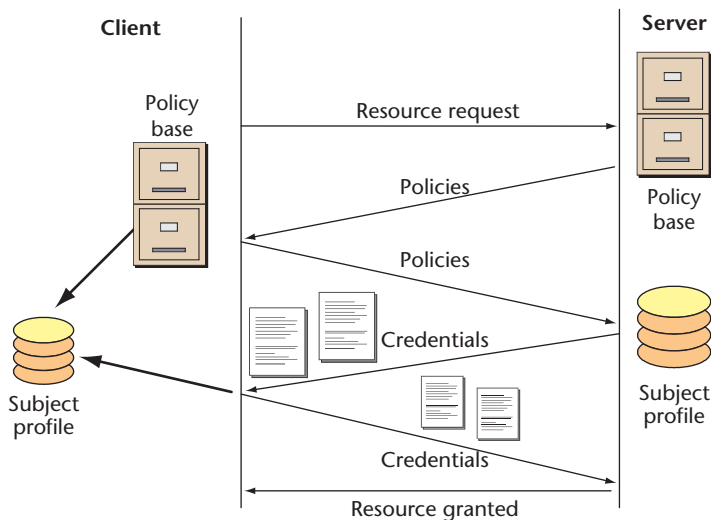 Client
Server
Policy
base
Resource request
Policies
Policy
base
Policies
Credentials
Subject
profile
Subject
profile
Credentials
Resource granted